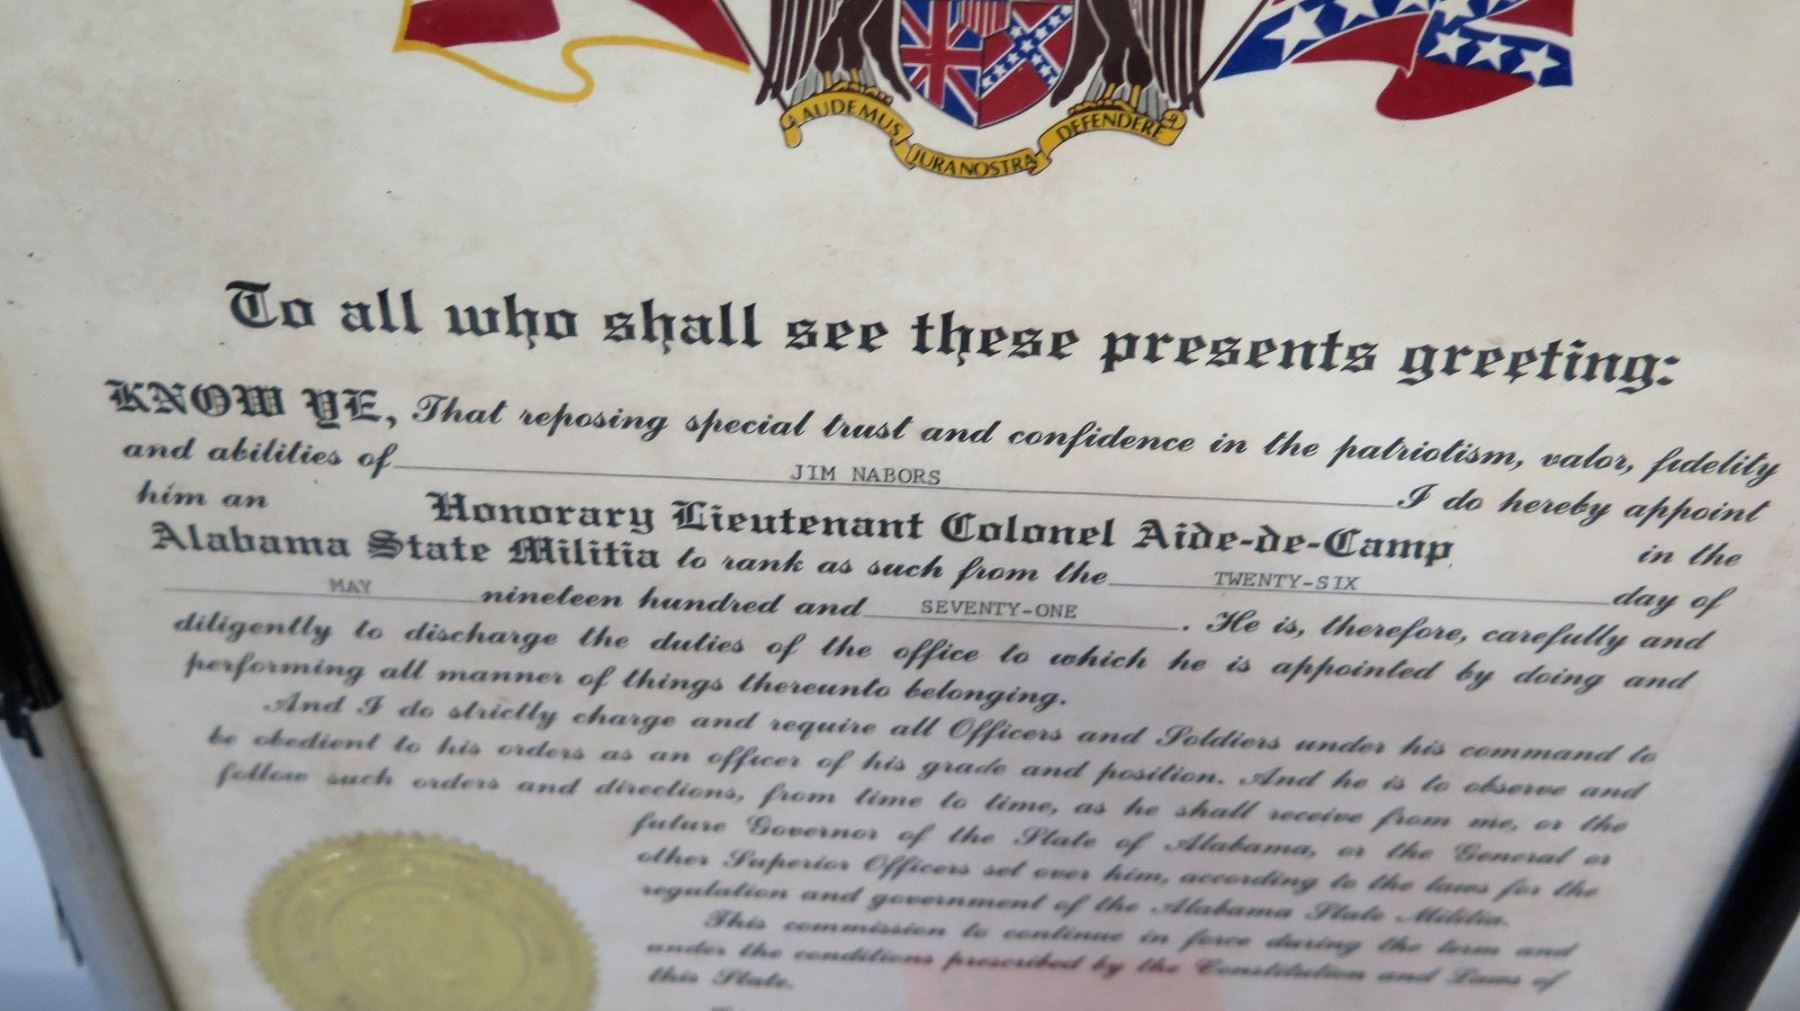 AUDEMUS JURA NOSTRA DEFENDERE
To all who shall see these presents greeting:
KNOW YE, That reposing special trust and confidence in the patriotism, valor, fidelity
and abilities of JIM NABORS I do hereby appoint
him an Honorary Lieutenant Colonel Aide-de-Camp in the
Alabama State Militia to rank as such from the TWENTY-SIX day of
MAY nineteen hundred and SEVENTY-ONE. He is, therefore, carefully and
diligently to discharge the duties of the office to which he is appointed by doing and
performing all manner of things thereunto belonging.
And I do strictly charge and require all Officers and Soldiers under his command to
be obedient to his orders as an officer of his grade and position. And he is to observe and
follow such orders and directions, from time to time, as he shall receive from me, or the
future Governor of the State of Alabama, or the General or
other Superior Officers set over him, according to the laws for the
regulation and government of the Alabama State Militia.
This commission to continue in force during the term and
under the conditions prescribed by the Constitution and Laws of
this State.